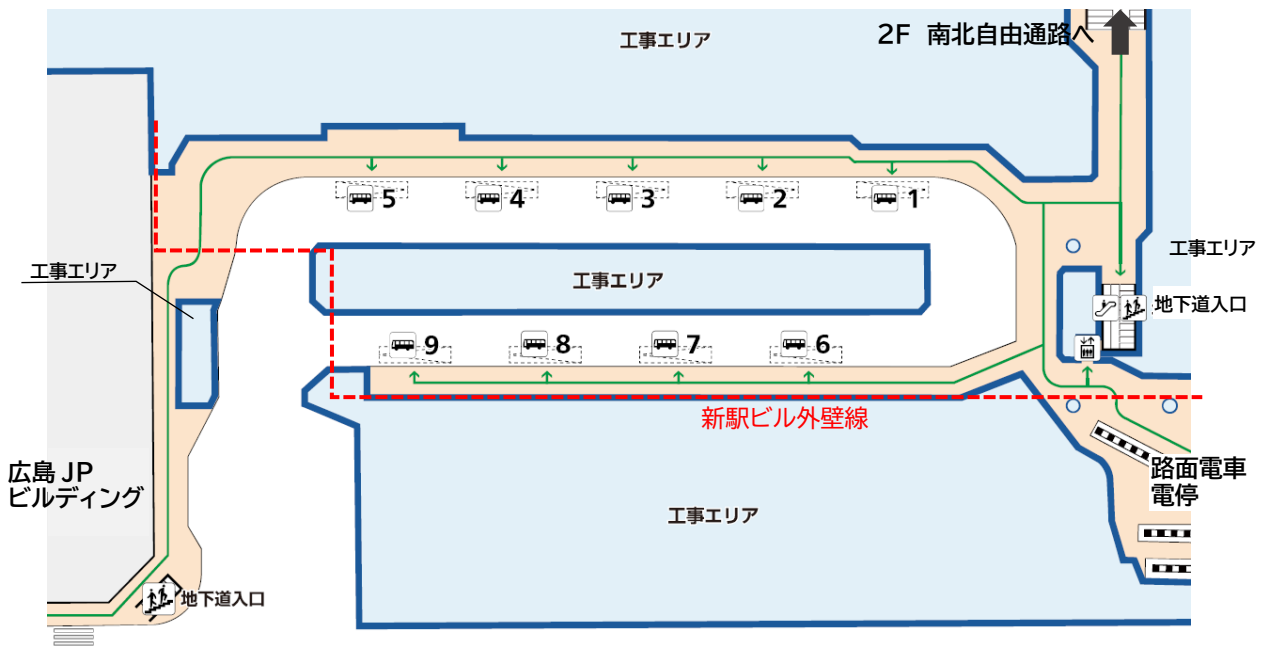 工事エリア
2F 南北自由通路へ
5
4
3
2
1
工事エリア
工事エリア
工事エリア
地下道入口
9
8
7
6
新駅ビル外壁線
広島 JP
ビルディング
路面電車
電停
工事エリア
地下道入口